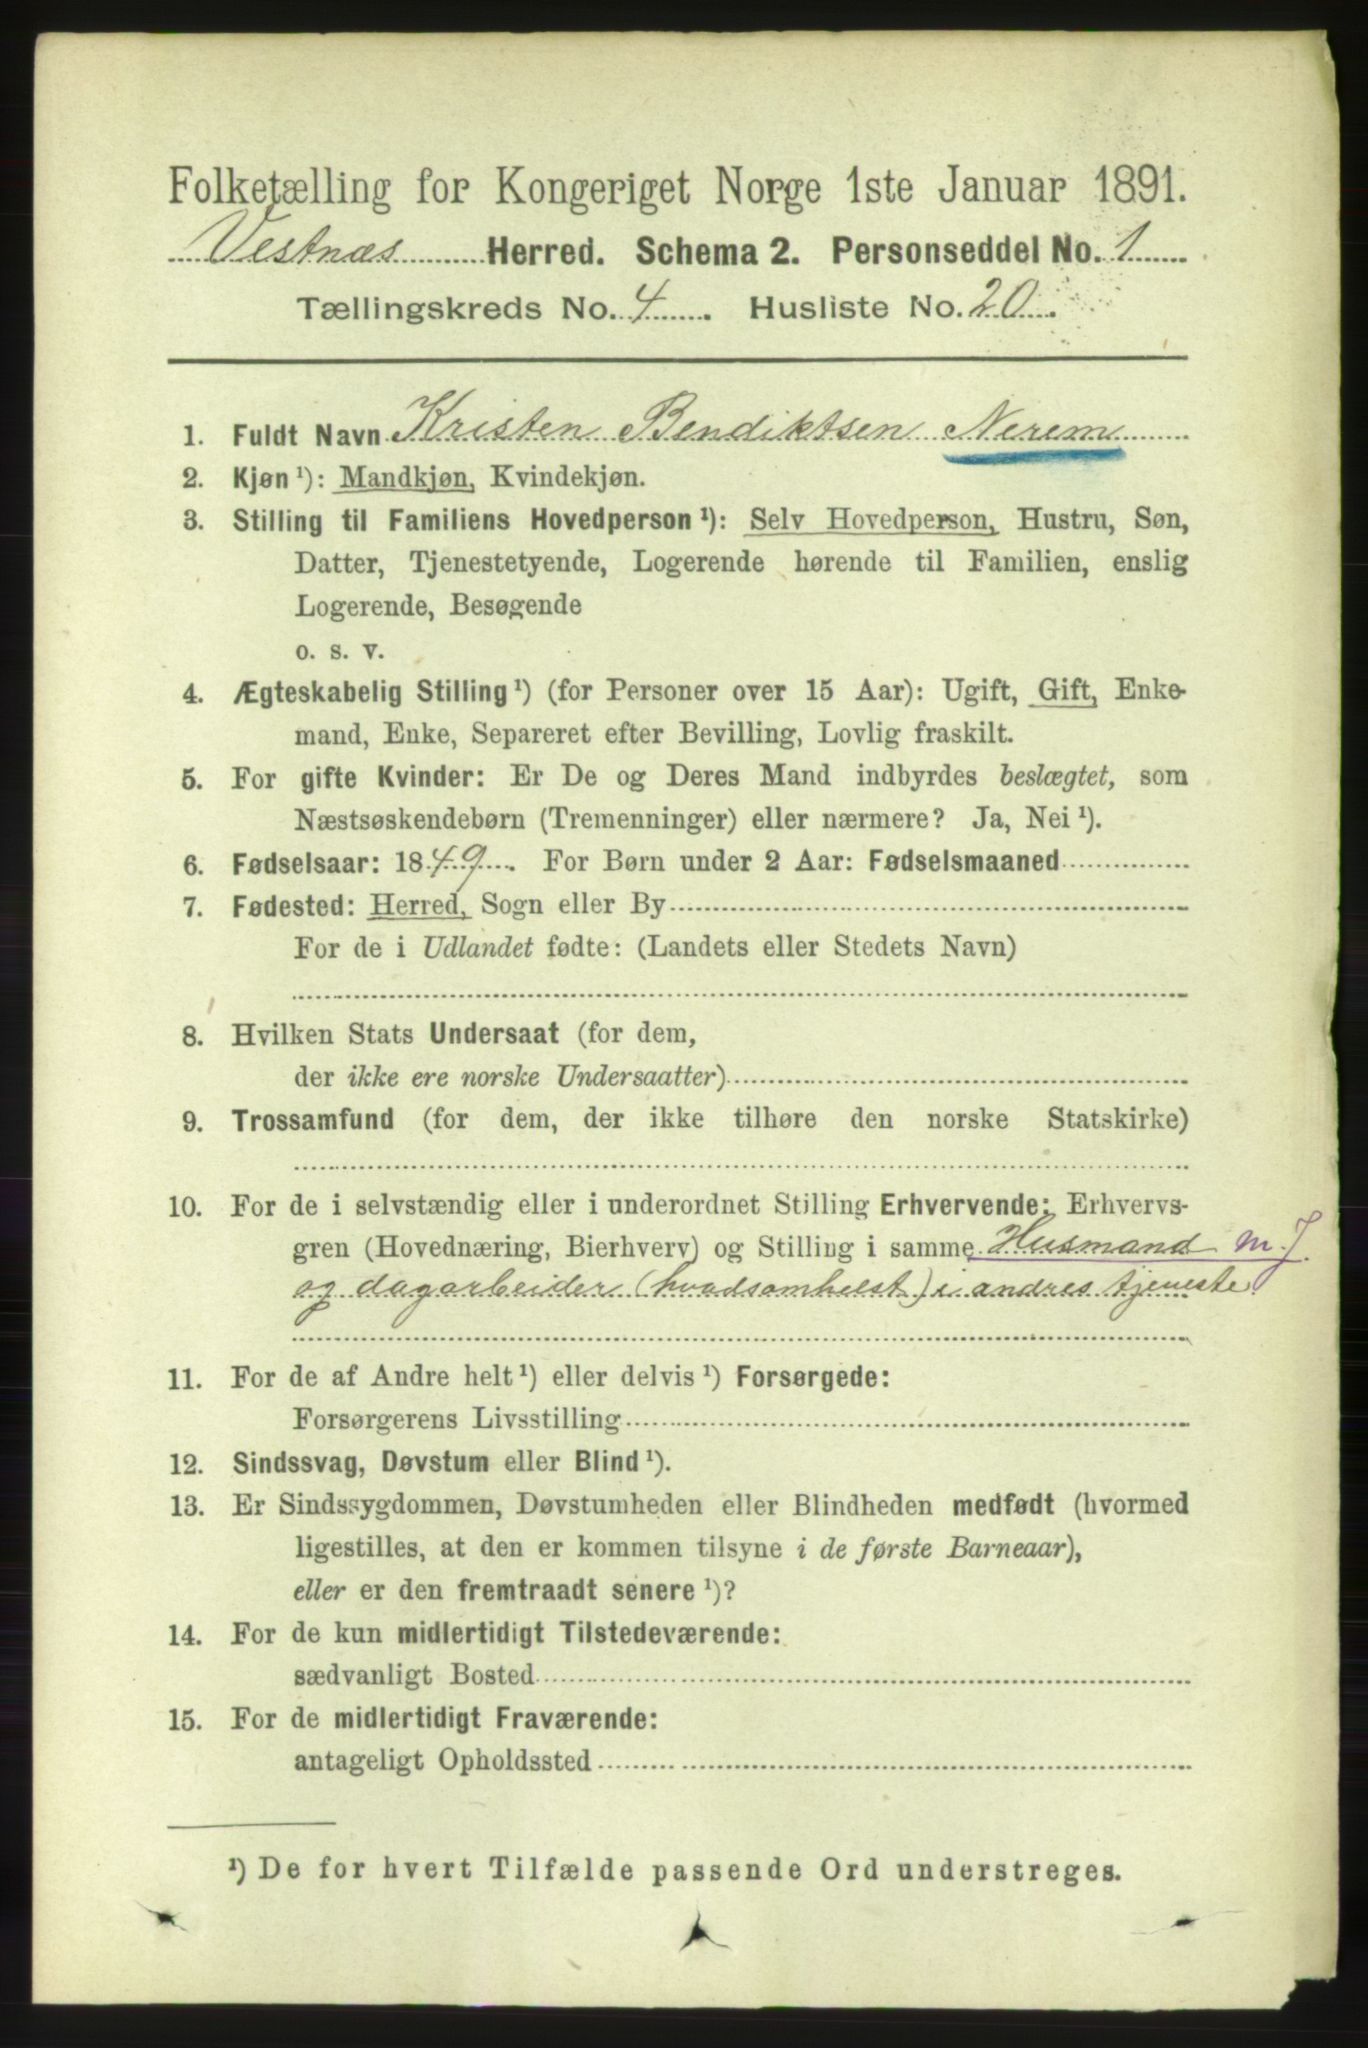 Folketælling for Kongeriget Norge 1ste Januar 1891.
Vestnæs Herred. Schema 2. Personseddel No. 1
Tællingskreds No. 4. Husliste No. 20.
1. Fuldt Navn Kristen Bendiktsen Nerem
2. Kjøn ¹): Mandkjøn, Kvindekjøn.
3. Stilling til Familiens Hovedperson ¹): Selv Hovedperson, Hustru, Søn,
Datter, Tjenestetyende, Logerende hørende til Familien, enslig
Logerende, Besøgende
o. s. v.
4. Ægteskabelig Stilling ¹) (for Personer over 15 Aar): Ugift, Gift, Enke-
mand, Enke, Separeret efter Bevilling, Lovlig fraskilt.
5. For gifte Kvinder: Er De og Deres Mand indbyrdes beslægtet, som
Næstsøskendebørn (Tremenninger) eller nærmere? Ja, Nei ¹).
6. Fødselsaar: 1849. For Børn under 2 Aar: Fødselsmaaned
7. Fødested: Herred, Sogn eller By
For de i Udlandet fødte: (Landets eller Stedets Navn)
8. Hvilken Stats Undersaat (for dem,
der ikke ere norske Undersaatter)
9. Trossamfund (for dem, der ikke tilhøre den norske Statskirke)
10. For de i selvstændig eller i underordnet Stilling Erhvervende: Erhvervs-
gren (Hovednæring, Bierhverv) og Stilling i samme Husmand m. J.
og dagarbeider (hvadsomhelst) i andres tjeneste.
11. For de af Andre helt ¹) eller delvis ¹) Forsørgede:
Forsørgerens Livsstilling
12. Sindssvag, Døvstum eller Blind ¹).
13. Er Sindssygdommen, Døvstumheden eller Blindheden medfødt (hvormed
ligestilles, at den er kommen tilsyne i de første Barneaar),
eller er den fremtraadt senere ¹)?
14. For de kun midlertidigt Tilstedeværende:
sædvanligt Bosted
15. For de midlertidigt Fraværende:
antageligt Opholdssted
¹) De for hvert Tilfælde passende Ord understreges.